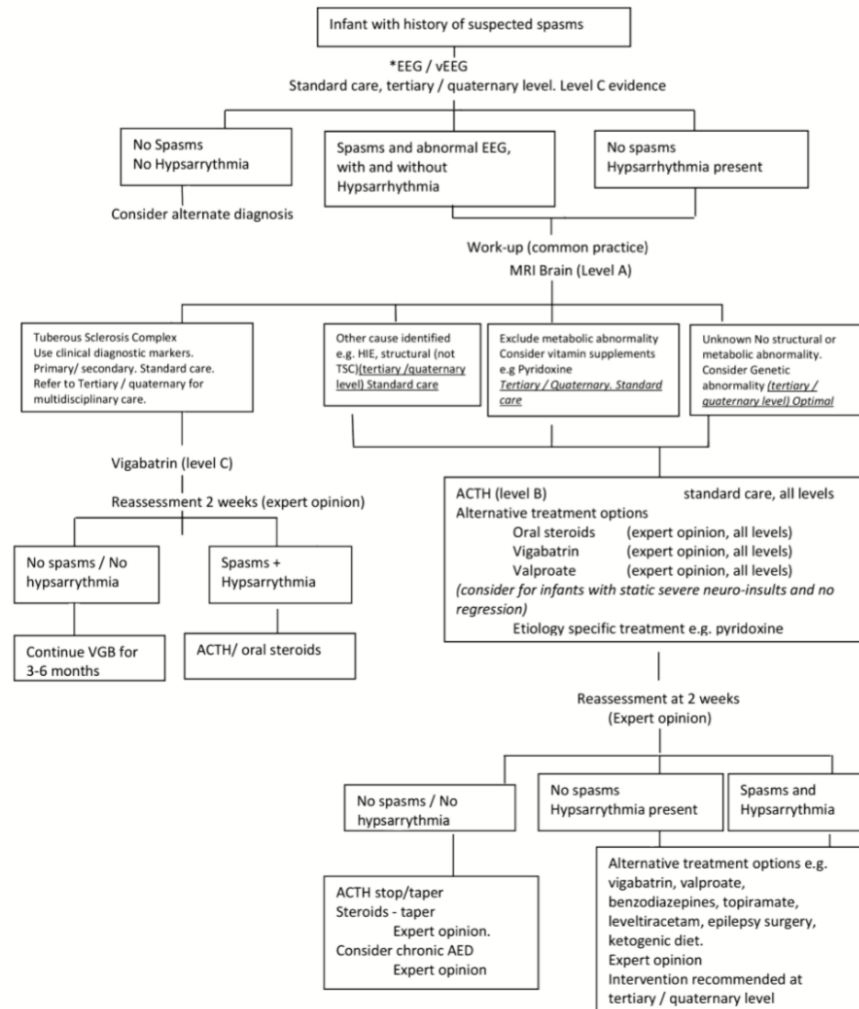 Infant with history of suspected spasms
*EEG / vEEG
Standard care, tertiary / quaternary level. Level C evidence
No Spasms
No Hypsarrythmia
Spasms and abnormal EEG,
with and without
Hypsarrhythmia
No spasms
Hypsarrhythmia present
Consider alternate diagnosis
Work-up (common practice)
MRI Brain (Level A)
Tuberous Sclerosis Complex
Use clinical diagnostic markers.
Primary/ secondary. Standard care.
Refer to Tertiary / quaternary for
multidisciplinary care.
Other cause identified
e.g. HIE, structural (not
TSC)(tertiary /quaternary
level) Standard care
Exclude metabolic abnormality
Consider vitamin supplements
e.g Pyridoxine
Tertiary / Quaternary. Standard
care
Unknown No structural or
metabolic abnormality.
Consider Genetic
abnormality (tertiary /
quaternary level) Optimal
Vigabatrin (level C)
Reassessment 2 weeks (expert opinion)
No spasms / No
hypsarrythmia
Spasms +
Hypsarrythmia
Continue VGB for
3-6 months
ACTH/ oral steroids
ACTH (level B) standard care, all levels
Alternative treatment options
Oral steroids (expert opinion, all levels)
Vigabatrin (expert opinion, all levels)
Valproate (expert opinion, all levels)
(consider for infants with static severe neuro-insults and no
regression)
Etiology specific treatment e.g. pyridoxine
Reassessment at 2 weeks
(Expert opinion)
No spasms / No
hypsarrythmia
No spasms
Hypsarrythmia present
Spasms and
Hypsarrythmia
ACTH stop/taper
Steroids - taper
Expert opinion.
Consider chronic AED
Expert opinion
Alternative treatment options e.g.
vigabatrin, valproate,
benzodiazepines, topiramate,
leveltiracetam, epilepsy surgery,
ketogenic diet.
Expert opinion
Intervention recommended at
tertiary / quaternary level